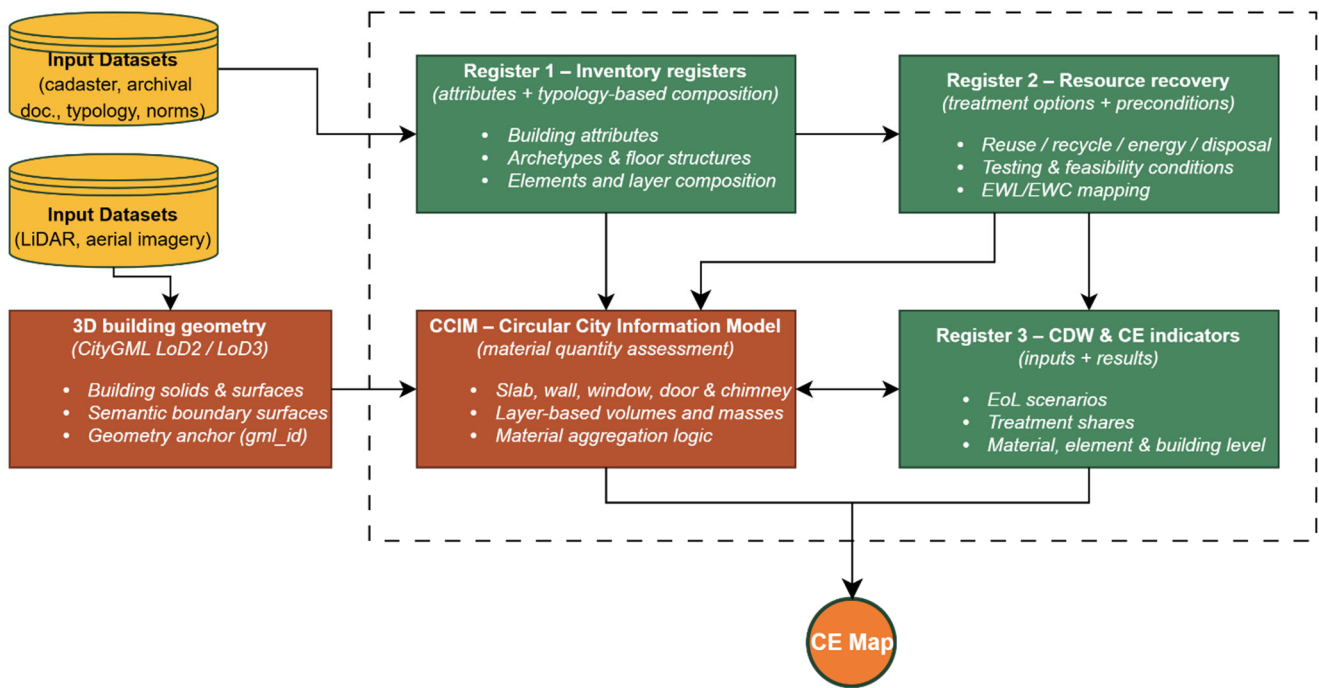 Input Datasets
(cadaster, archival
doc., typology, norms)
Register 1 – Inventory registers
(attributes + typology-based composition)
• Building attributes
• Archetypes & floor structures
• Elements and layer composition
Register 2 – Resource recovery
(treatment options + preconditions)
• Reuse / recycle / energy / disposal
• Testing & feasibility conditions
• EWL/EWC mapping
Input Datasets
(LiDAR, aerial imagery)
3D building geometry
(CityGML LoD2 / LoD3)
• Building solids & surfaces
• Semantic boundary surfaces
• Geometry anchor (gml_id)
CCIM – Circular City Information Model
(material quantity assessment)
• Slab, wall, window, door & chimney
• Layer-based volumes and masses
• Material aggregation logic
Register 3 – CDW & CE indicators
(inputs + results)
• EoL scenarios
• Treatment shares
• Material, element & building level
CE Map